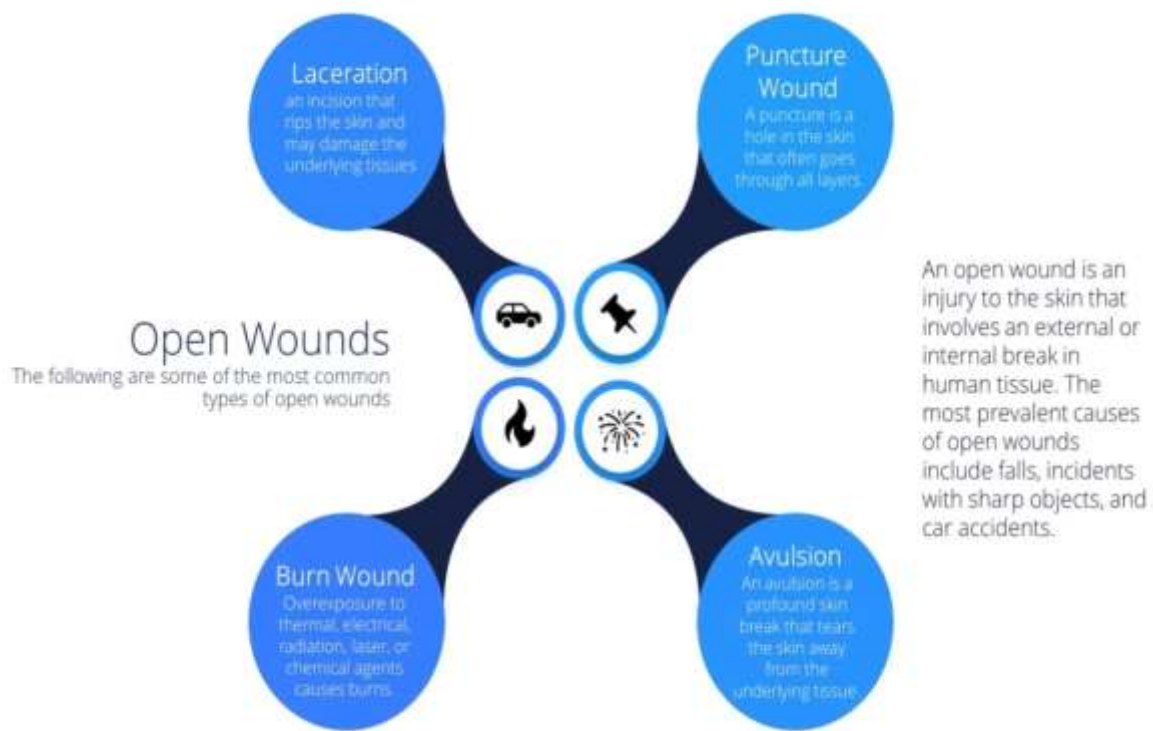 Laceration
an incision that
rips the skin and
may damage the
underlying tissues
Puncture
Wound
A puncture is a
hole in the skin
that often goes
through all layers.
Open Wounds
The following are some of the most common
types of open wounds
An open wound is an
injury to the skin that
involves an external or
internal break in
human tissue. The
most prevalent causes
of open wounds
include falls, incidents
with sharp objects, and
car accidents.
Burn Wound
Overexposure to
thermal, electrical,
radiation, laser, or
chemical agents
causes burns
Avulsion
An avulsion is a
profound skin
break that tears
the skin away
from the
underlying tissue